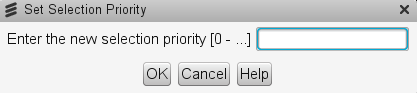 Set Selection Priority
Enter the new selection priority [0 - ...]
OK Cancel Help